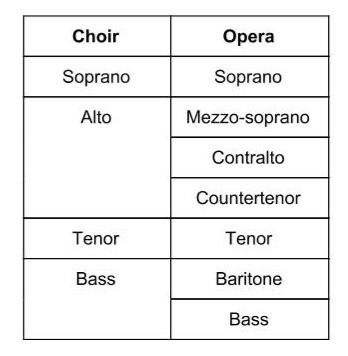 Choir Opera
Soprano Soprano
Alto Mezzo-soprano
Contralto
Countertenor
Tenor Tenor
Bass Baritone
Bass